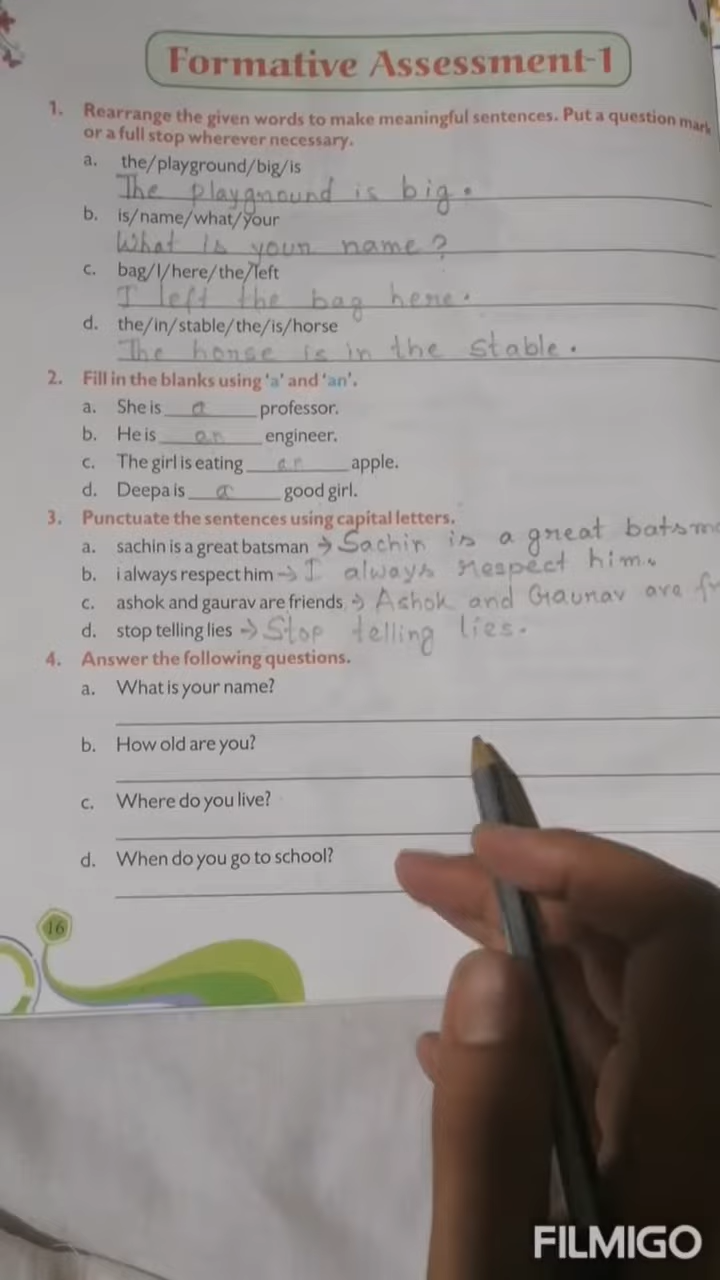 Formative Assessment-1
1. Rearrange the given words to make meaningful sentences. Put a question mark
or a full stop wherever necessary.
a. the/playground/big/is
The playground is big.
b. is/name/what/your
What is your name?
c. bag/I/here/the/left
I left the bag here.
d. the/in/stable/the/is/horse
The horse is in the stable.
2. Fill in the blanks using 'a' and 'an'.
a. She is a professor.
b. He is an engineer.
c. The girl is eating an apple.
d. Deepa is a good girl.
3. Punctuate the sentences using capital letters.
a. sachin is a great batsman → Sachin is a great batsm
b. i always respect him → I always respect him.
c. ashok and gaurav are friends → Ashok and Gaurav are fr
d. stop telling lies → Stop telling lies.
4. Answer the following questions.
a. What is your name?
b. How old are you?
c. Where do you live?
d. When do you go to school?
16
FILMIGO